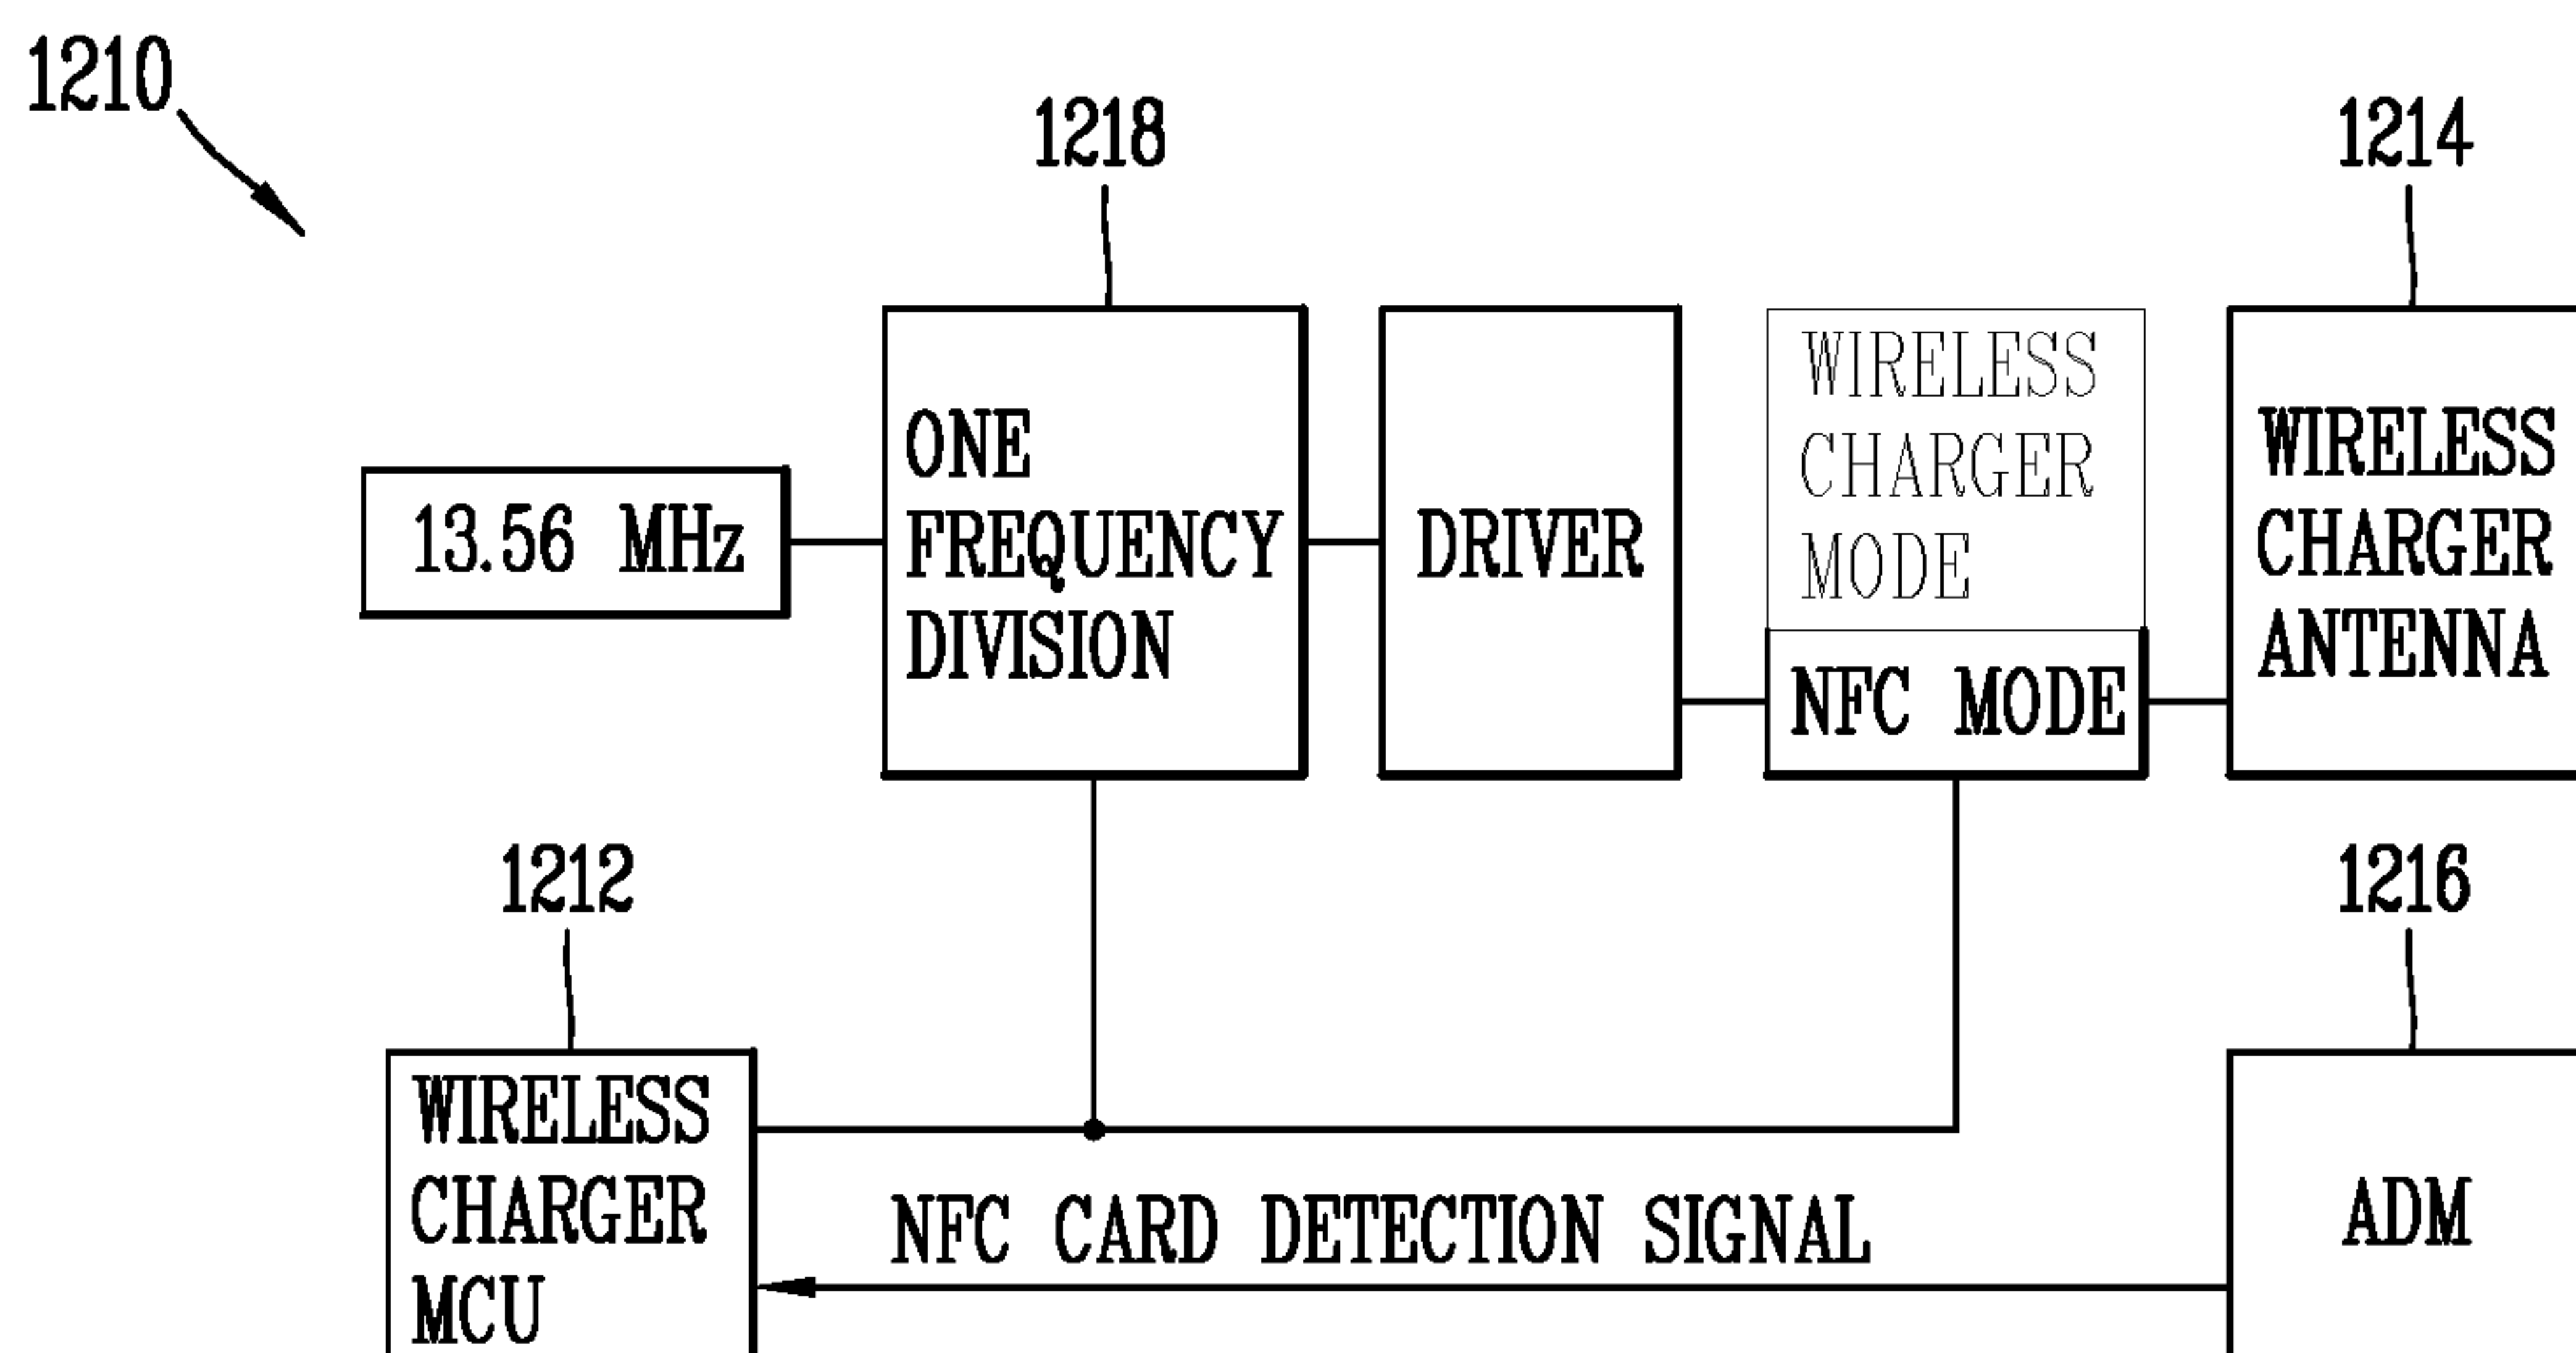 1210
1218
1214
13.56 MHz
ONE
FREQUENCY
DIVISION
DRIVER
WIRELESS
CHARGER
MODE
NFC MODE
WIRELESS
CHARGER
ANTENNA
1212
1216
WIRELESS
CHARGER
MCU
NFC CARD DETECTION SIGNAL
ADM